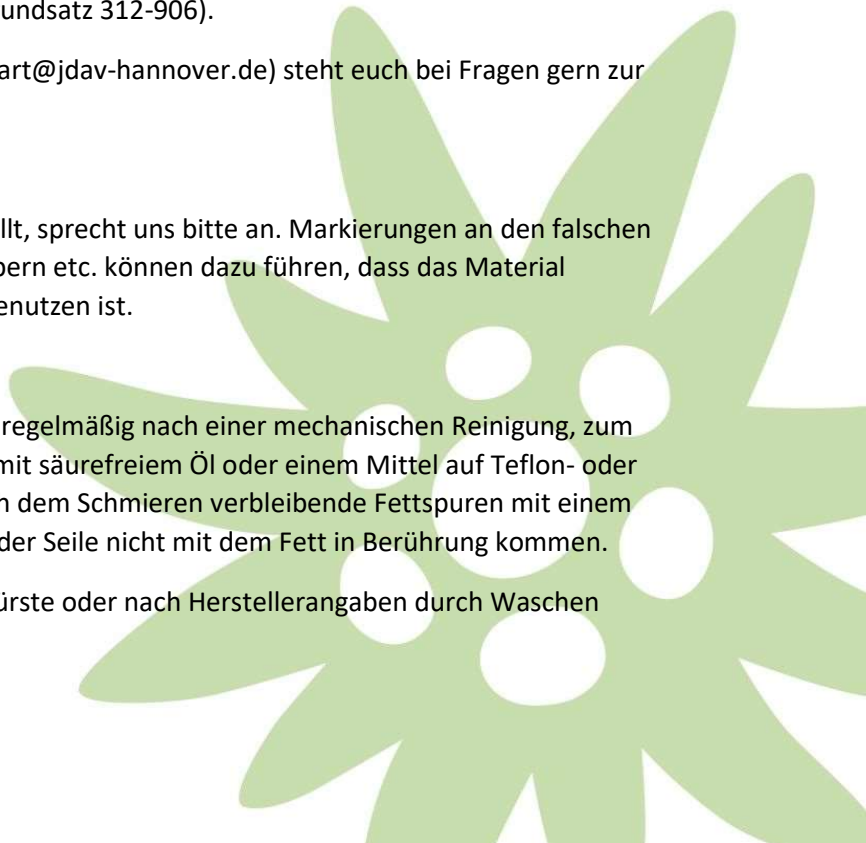 undsatz 312-906).
art@jdav-hannover.de) steht euch bei Fragen gern zur
llt, sprecht uns bitte an. Markierungen an den falschen
bern etc. können dazu führen, dass das Material
enutzen ist.
regelmäßig nach einer mechanischen Reinigung, zum
mit säurefreiem Öl oder einem Mittel auf Teflon- oder
h dem Schmieren verbleibende Fettspuren mit einem
der Seile nicht mit dem Fett in Berührung kommen.
ürste oder nach Herstellerangaben durch Waschen